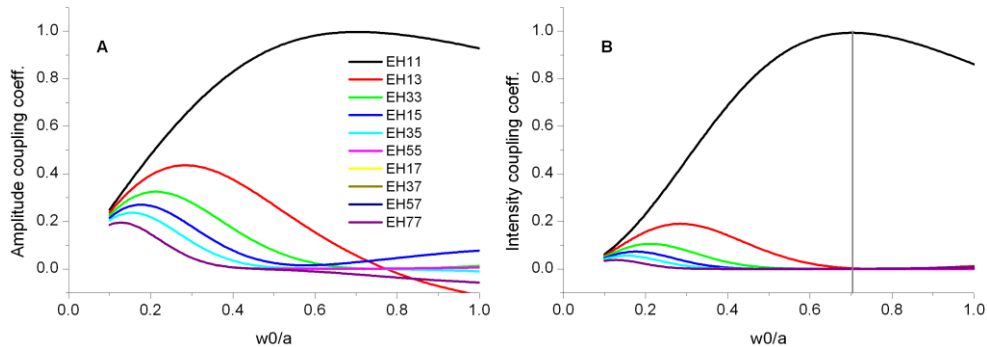 A
Amplitude coupling coeff.
1.0
0.8
0.6
0.4
0.2
0.0
EH11
EH13
EH33
EH15
EH35
EH55
EH17
EH37
EH57
EH77
0.0 0.2 0.4 0.6 0.8 1.0
w0/a
B
Intensity coupling coeff.
1.0
0.8
0.6
0.4
0.2
0.0
0.0 0.2 0.4 0.6 0.8 1.0
w0/a